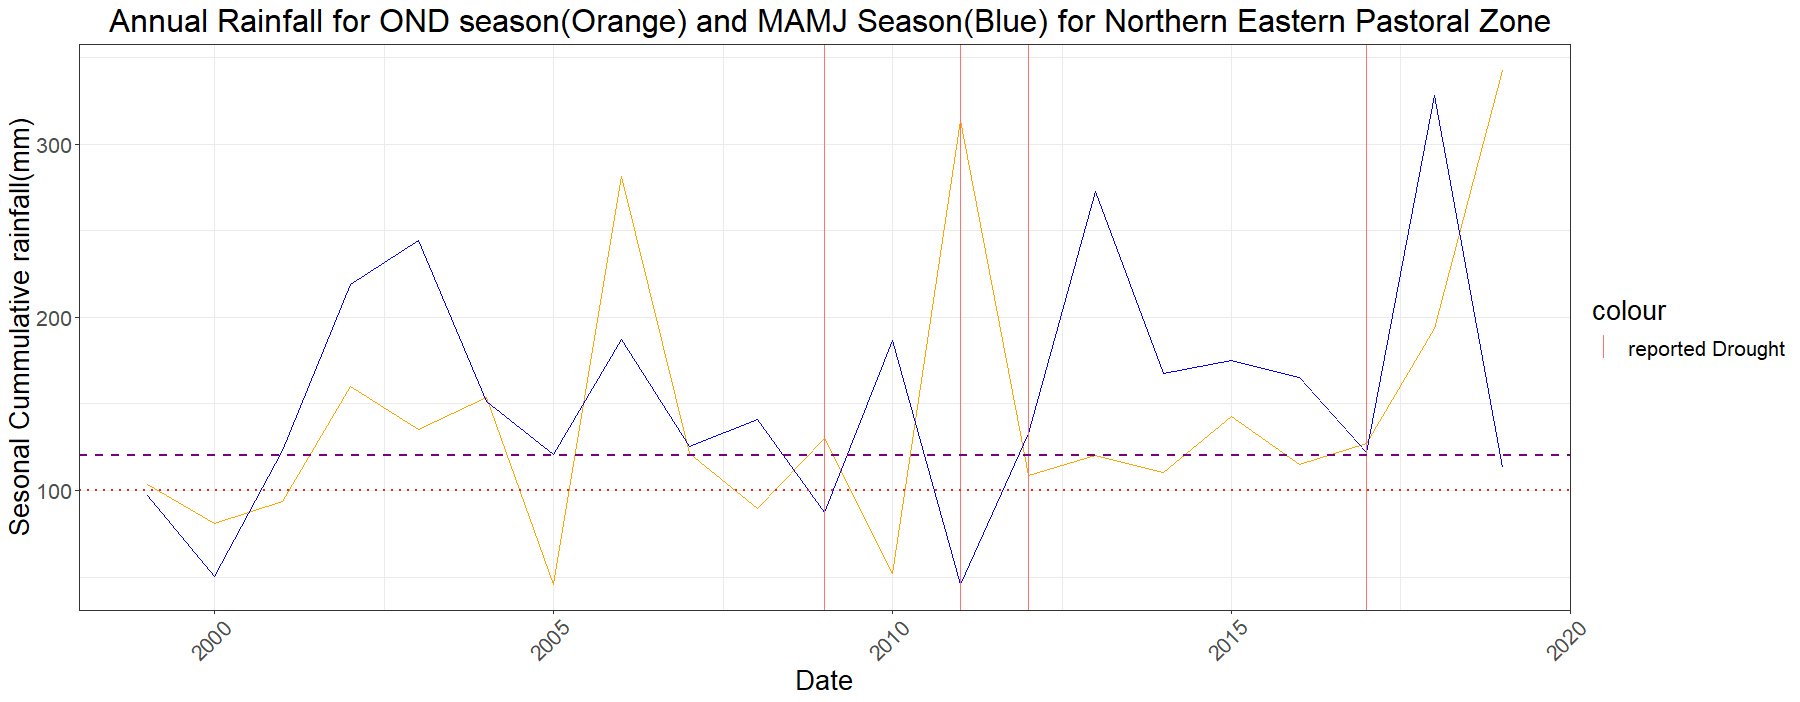 Annual Rainfall for OND season(Orange) and MAMJ Season(Blue) for Northern Eastern Pastoral Zone
Sesonal Cummulative rainfall(mm)
300
200
100
2000
2005
2010
2015
2020
Date
colour
reported Drought